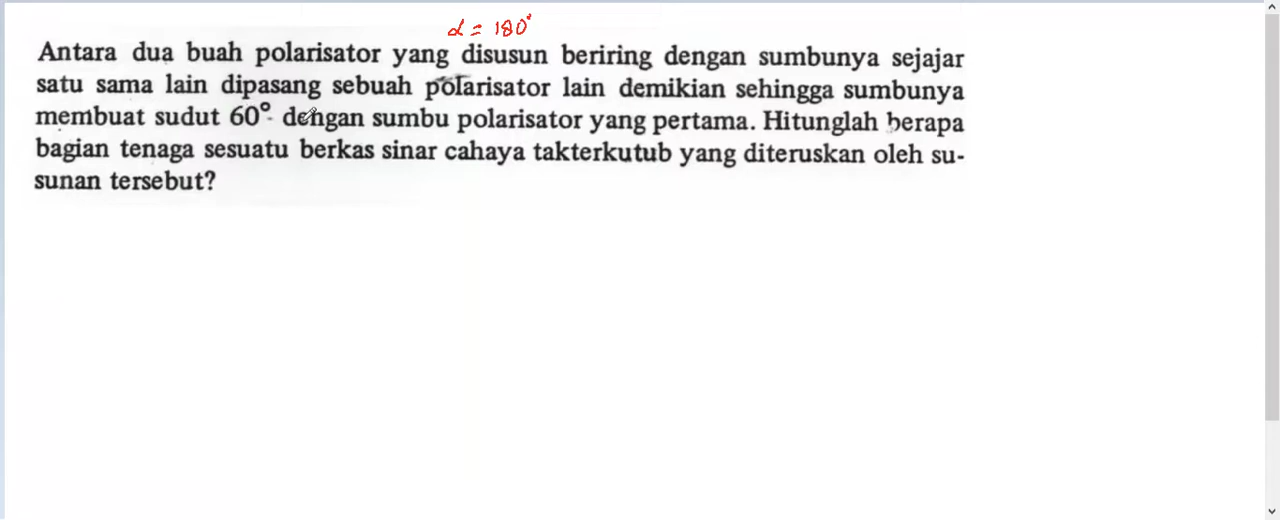 α = 180°
Antara dua buah polarisator yang disusun beriring dengan sumbunya sejajar
satu sama lain dipasang sebuah polarisator lain demikian sehingga sumbunya
membuat sudut 60° dengan sumbu polarisator yang pertama. Hitunglah berapa
bagian tenaga sesuatu berkas sinar cahaya takterkutub yang diteruskan oleh su-
sunan tersebut?